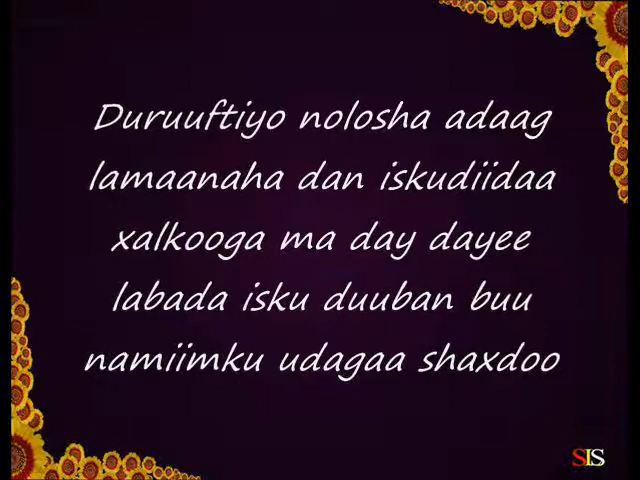 Duruuftiyo nolosha adaag
lamaanaha dan iskudiidaa
xalkooga ma day dayee
labada isku duuban buu
namiimku udagaa shaxdoo
SIS